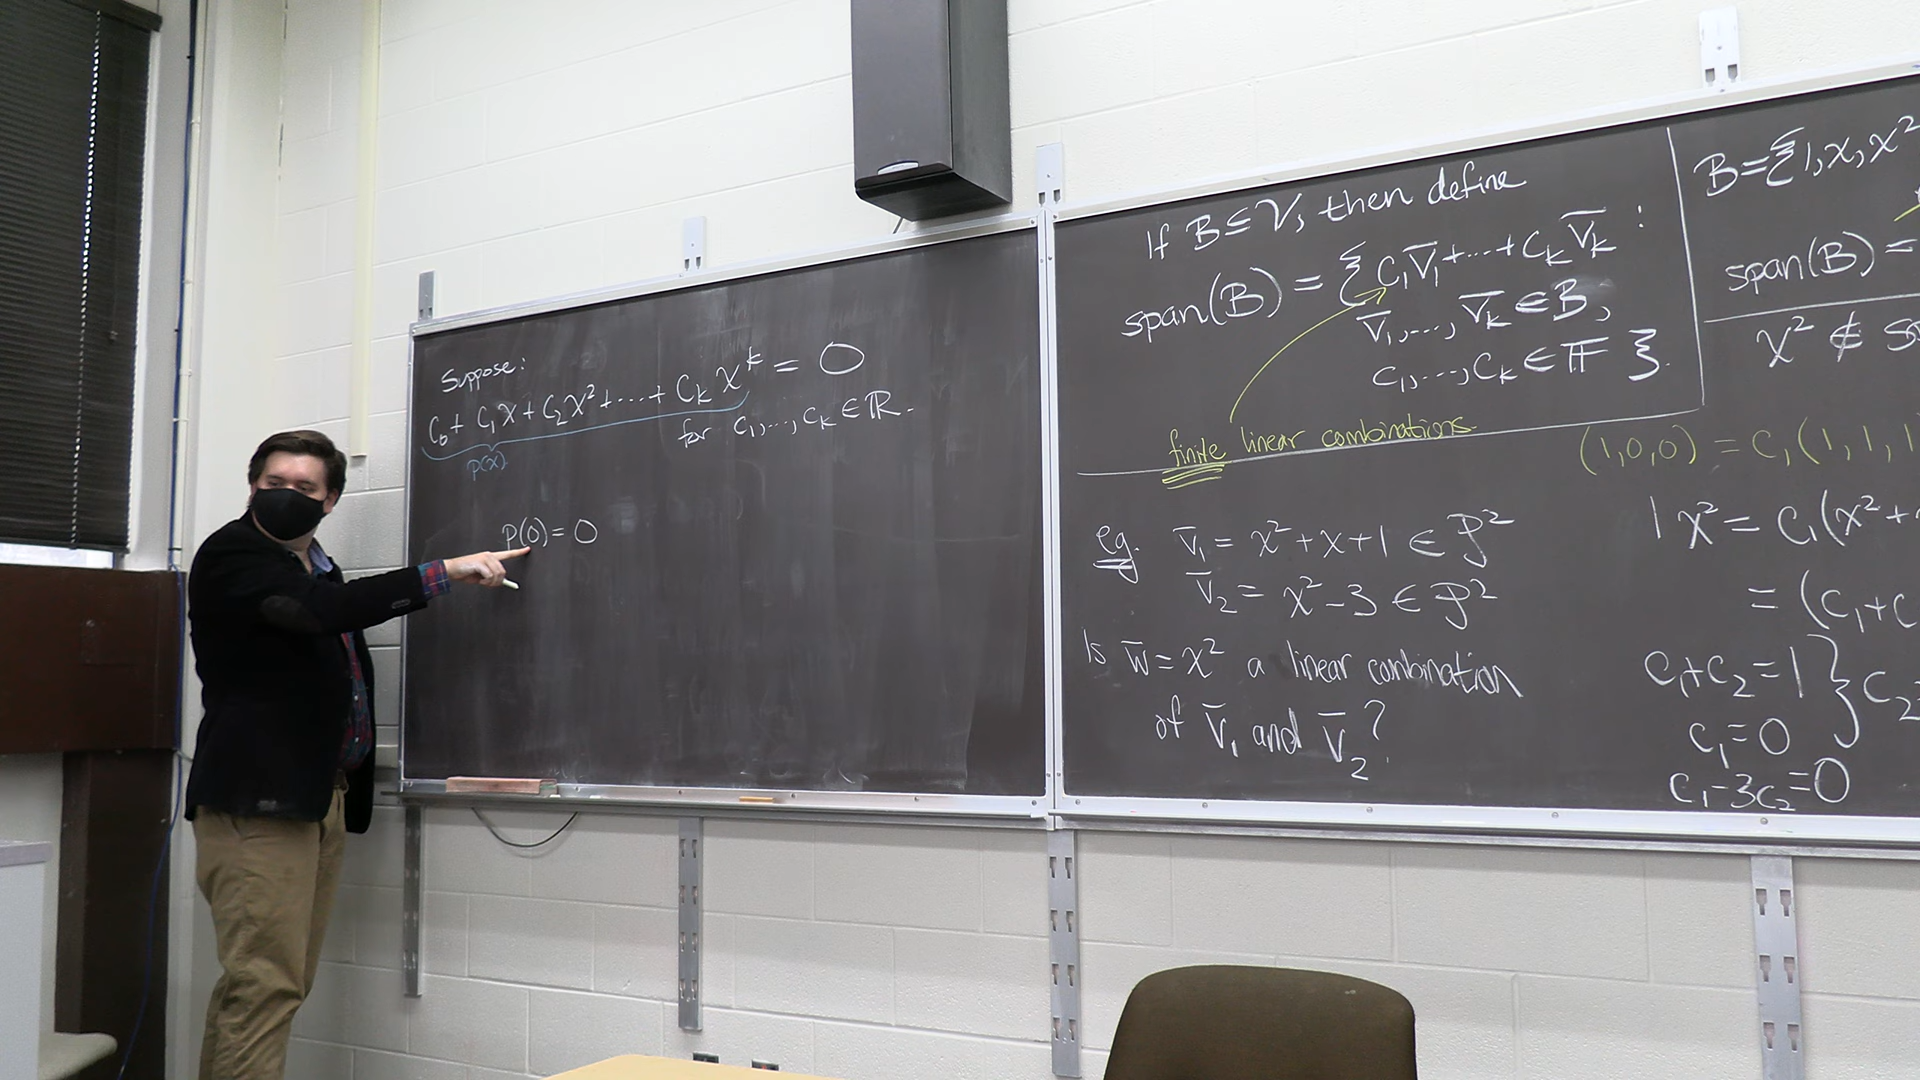 Suppose:
c₀ + c₁x + c₂x² + ... + cₖxᵏ = 0
p(x)
for c₁,...,cₖ ∈ ℝ.
p(0) = 0
If B ⊆ V, then define
span(B) = { c₁v̄₁ + ... + cₖv̄ₖ :
v̄₁,..., v̄ₖ ∈ B,
c₁,...,cₖ ∈ 𝔽 }.
finite linear combinations.
eg. v̄₁ = x² + x + 1 ∈ P²
v̄₂ = x² - 3 ∈ P²
Is w̄ = x² a linear combination
of v̄₁ and v̄₂?
B = {1, x, x²
span(B) =
x² ∉
(1,0,0) = c₁(1,1,1
1x² = c₁(x²+
= (c₁+c
c₁+c₂ = 1 } c₂
c₁ = 0
c₁-3c₂ = 0